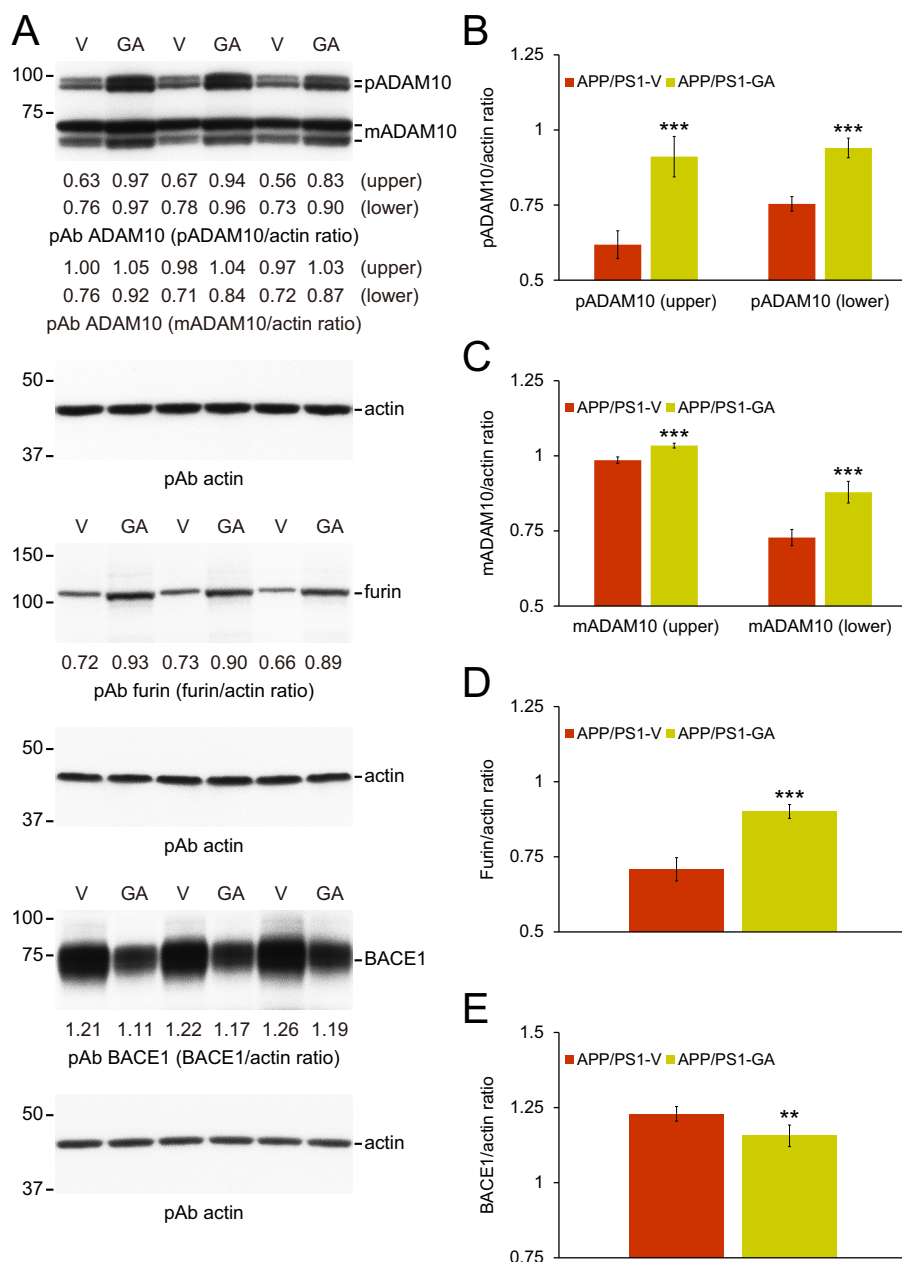 A
V GA V GA V GA
100
pADAM10
75
mADAM10
0.63 0.97 0.67 0.94 0.56 0.83 (upper)
0.76 0.97 0.78 0.96 0.73 0.90 (lower)
pAb ADAM10 (pADAM10/actin ratio)
1.00 1.05 0.98 1.04 0.97 1.03 (upper)
0.76 0.92 0.71 0.84 0.72 0.87 (lower)
pAb ADAM10 (mADAM10/actin ratio)
50
actin
37
pAb actin
V GA V GA V GA
150
furin
100
0.72 0.93 0.73 0.90 0.66 0.89
pAb furin (furin/actin ratio)
50
actin
37
pAb actin
V GA V GA V GA
100
75
BACE1
1.21 1.11 1.22 1.17 1.26 1.19
pAb BACE1 (BACE1/actin ratio)
50
actin
37
pAb actin
B
pADAM10/actin ratio
1.25
1
0.75
0.5
APP/PS1-V APP/PS1-GA
*** ***
pADAM10 (upper) pADAM10 (lower)
C
mADAM10/actin ratio
1.25
1
0.75
0.5
APP/PS1-V APP/PS1-GA
*** ***
mADAM10 (upper) mADAM10 (lower)
D
Furin/actin ratio
1.25
1
0.75
0.5
APP/PS1-V APP/PS1-GA
***
E
BACE1/actin ratio
1.5
1.25
1
0.75
APP/PS1-V APP/PS1-GA
**